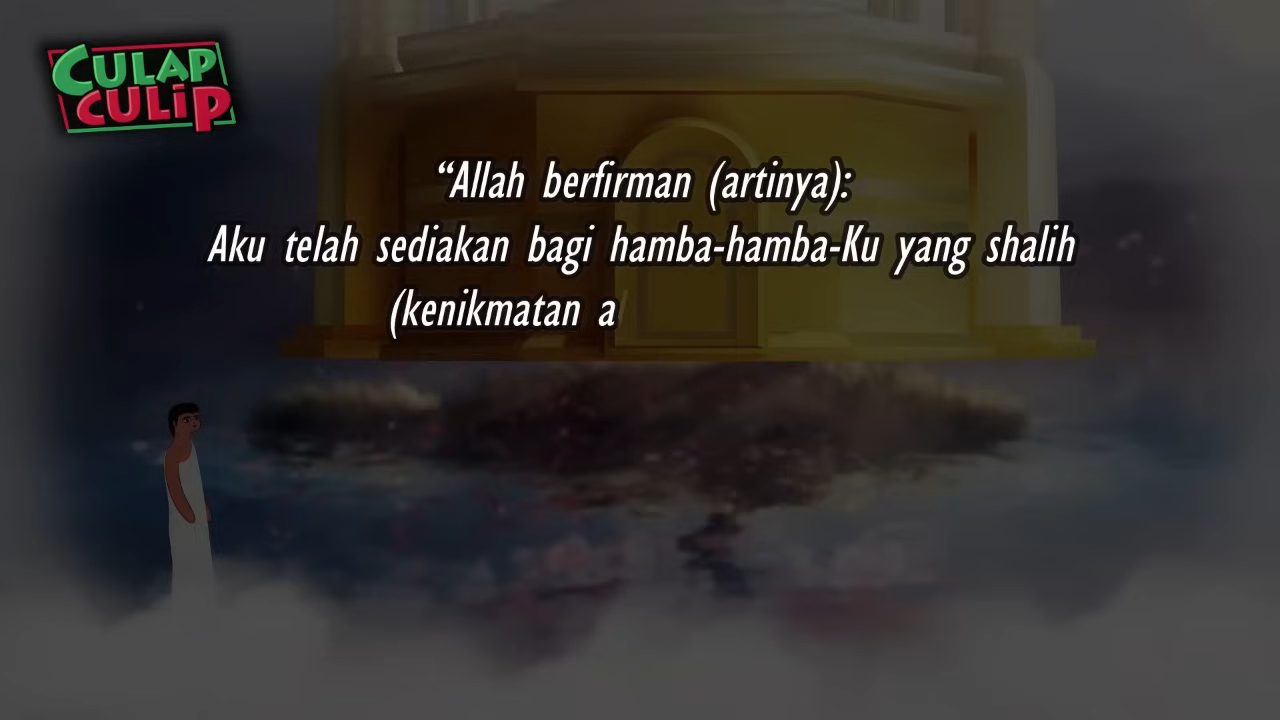 CULAP
CULiP
“Allah berfirman (artinya):
Aku telah sediakan bagi hamba-hamba-Ku yang shalih
(kenikmatan a